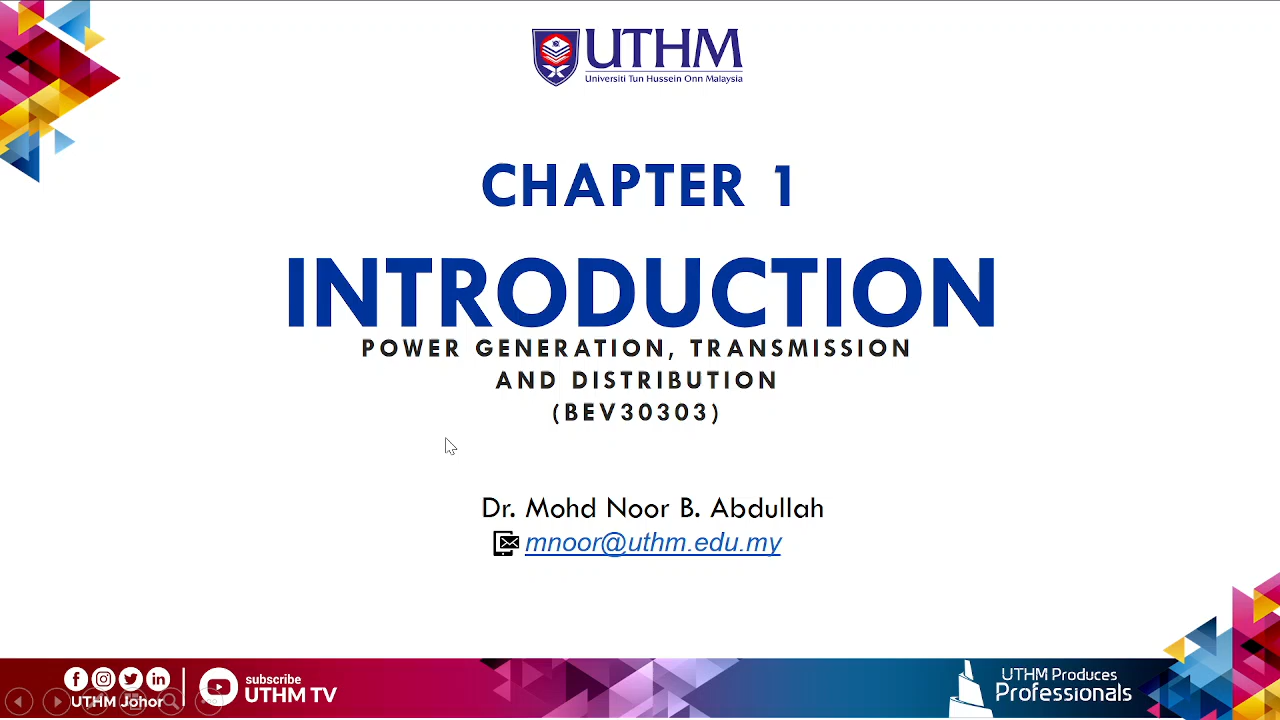 UTHM
Universiti Tun Hussein Onn Malaysia
CHAPTER 1
INTRODUCTION
POWER GENERATION, TRANSMISSION
AND DISTRIBUTION
(BEV30303)
Dr. Mohd Noor B. Abdullah
mnoor@uthm.edu.my
subscribe
UTHM TV
UTHM Johor
UTHM Produces
Professionals